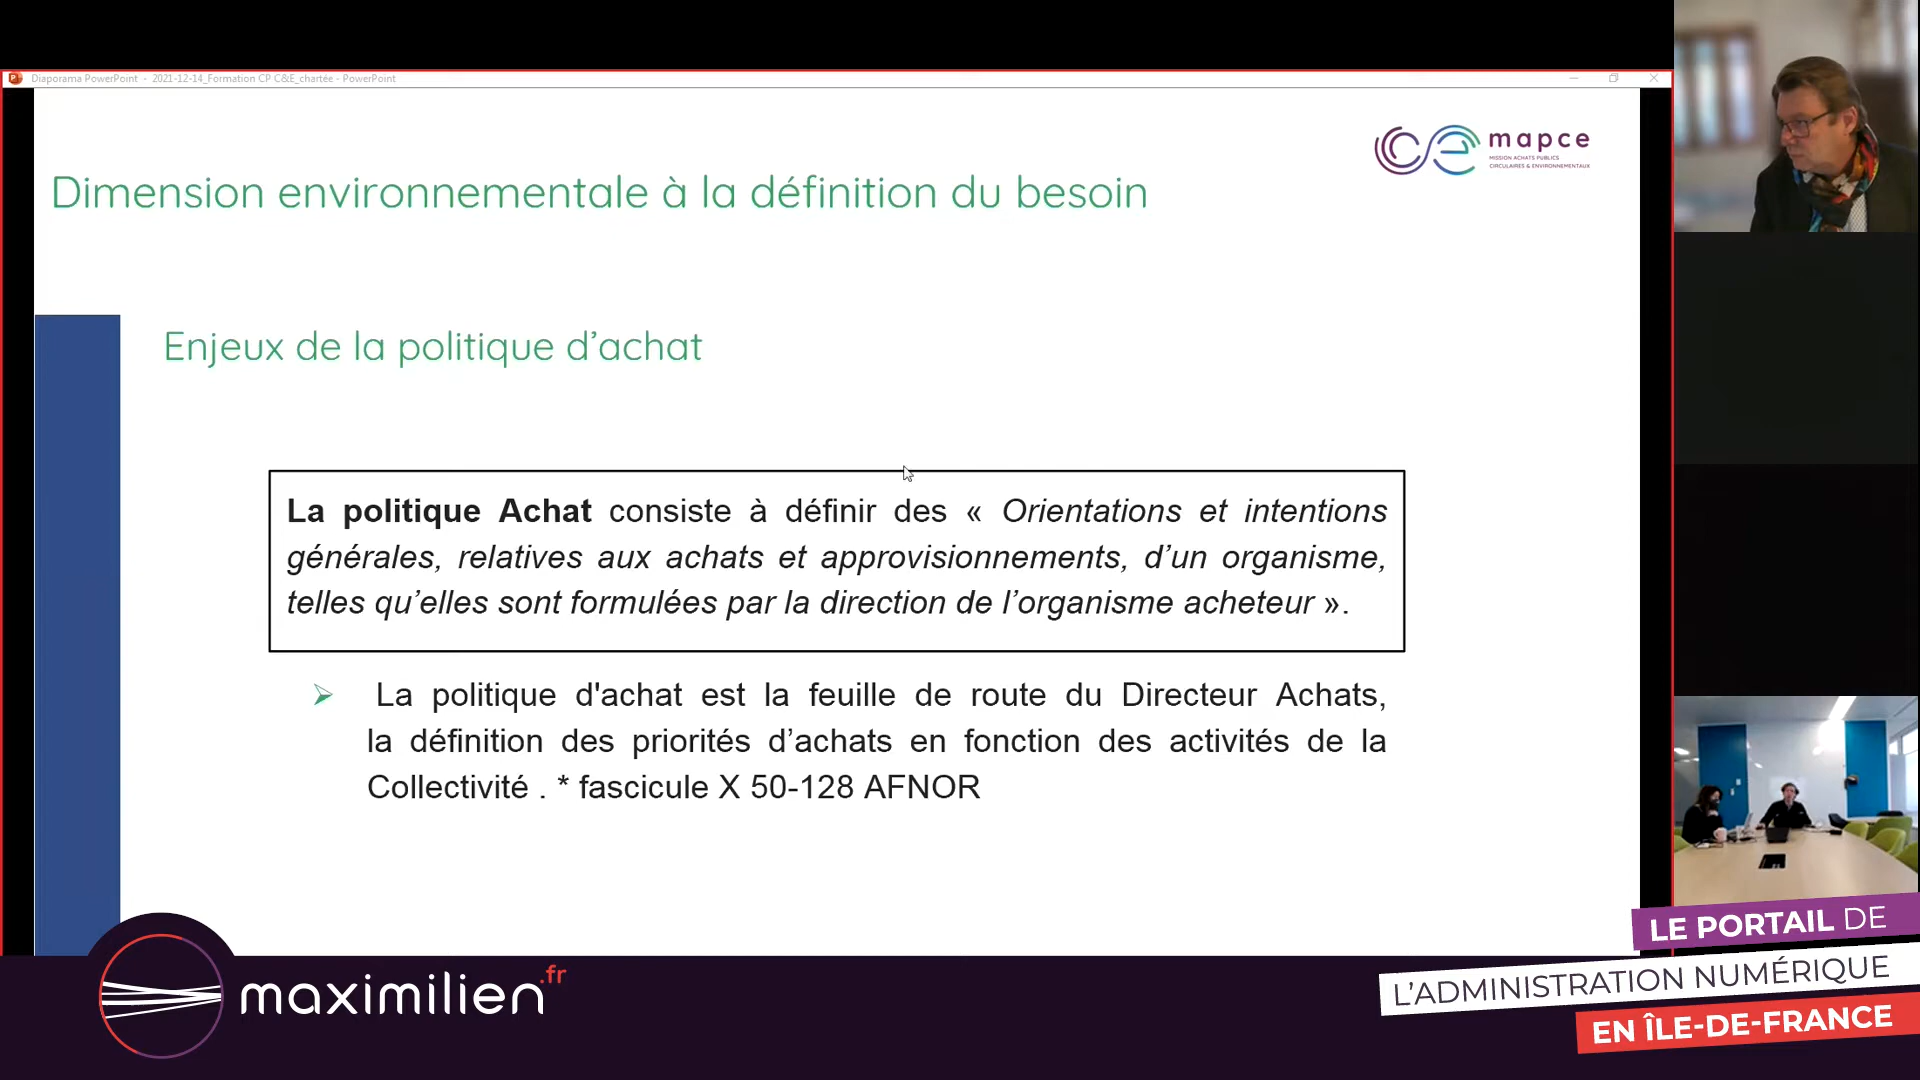 Diaporama PowerPoint - 2021-12-14_Formation CP C&E_chartée - PowerPoint
mapce
MISSION ACHATS PUBLICS
CIRCULAIRES & ENVIRONNEMENTAUX
Dimension environnementale à la définition du besoin
Enjeux de la politique d’achat
La politique Achat consiste à définir des « Orientations et intentions
générales, relatives aux achats et approvisionnements, d’un organisme,
telles qu’elles sont formulées par la direction de l’organisme acheteur ».
➢ La politique d'achat est la feuille de route du Directeur Achats,
la définition des priorités d’achats en fonction des activités de la
Collectivité . * fascicule X 50-128 AFNOR
maximilien.fr
LE PORTAIL DE
L’ADMINISTRATION NUMÉRIQUE
EN ÎLE-DE-FRANCE